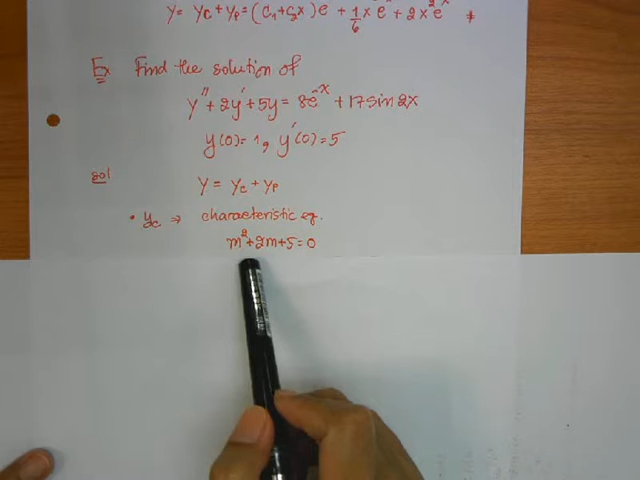 y = yc + yp = (c1 + c2x)e + 1/6 x e + 2x²e^x *
Ex Find the solution of
y'' + 2y' + 5y = 8e^-x + 17 sin 2x
y(0) = 1, y'(0) = 5
sol
y = yc + yp
• yc ⇒ characteristic eq.
m² + 2m + 5 = 0